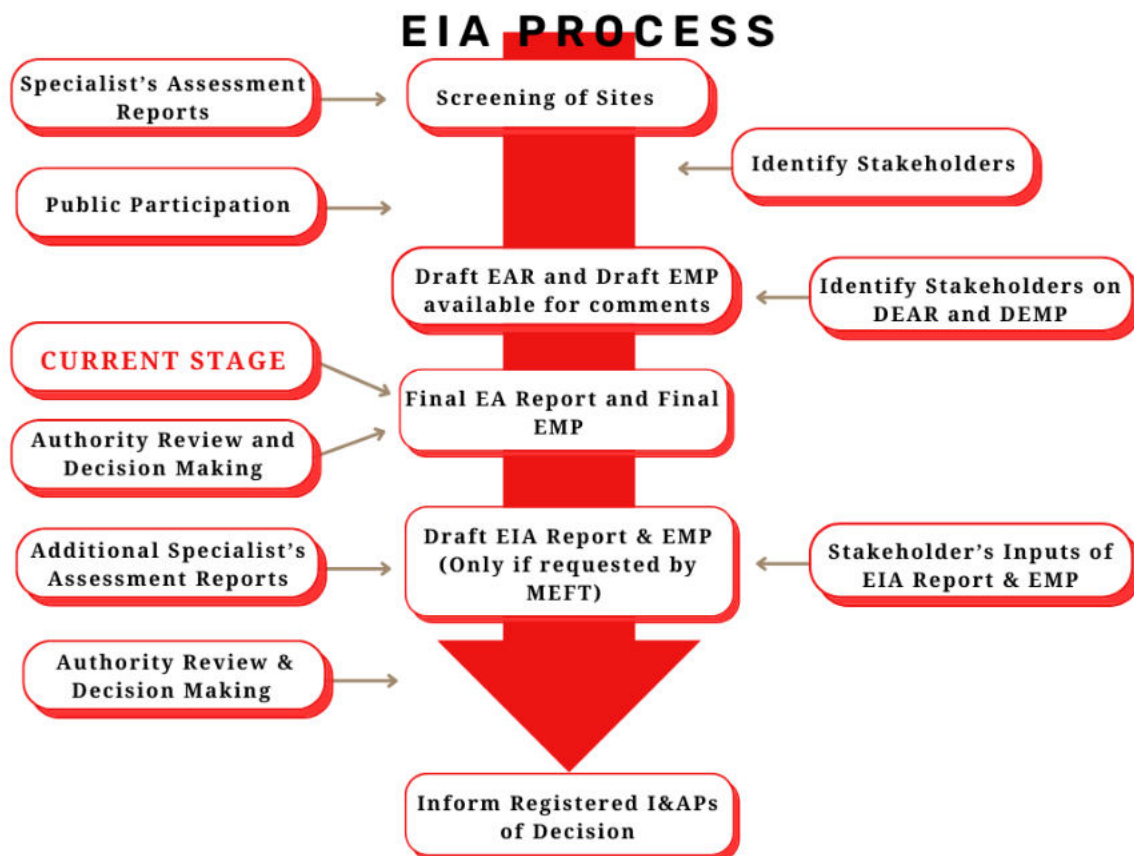 EIA PROCESS
Specialist's Assessment
Reports
Screening of Sites
Identify Stakeholders
Public Participation
Draft EAR and Draft EMP
available for comments
Identify Stakeholders on
DEAR and DEMP
CURRENT STAGE
Final EA Report and Final
EMP
Authority Review and
Decision Making
Additional Specialist's
Assessment Reports
Draft EIA Report & EMP
(Only if requested by
MEFT)
Stakeholder's Inputs of
EIA Report & EMP
Authority Review &
Decision Making
Inform Registered I&APs
of Decision